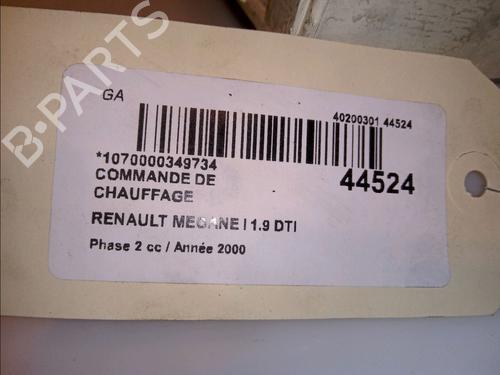 B-PARTS
GA
40200301 44524
*1070000349734
COMMANDE DE
CHAUFFAGE
44524
RENAULT MEGANE I 1.9 DTI
Phase 2 cc / Année 2000